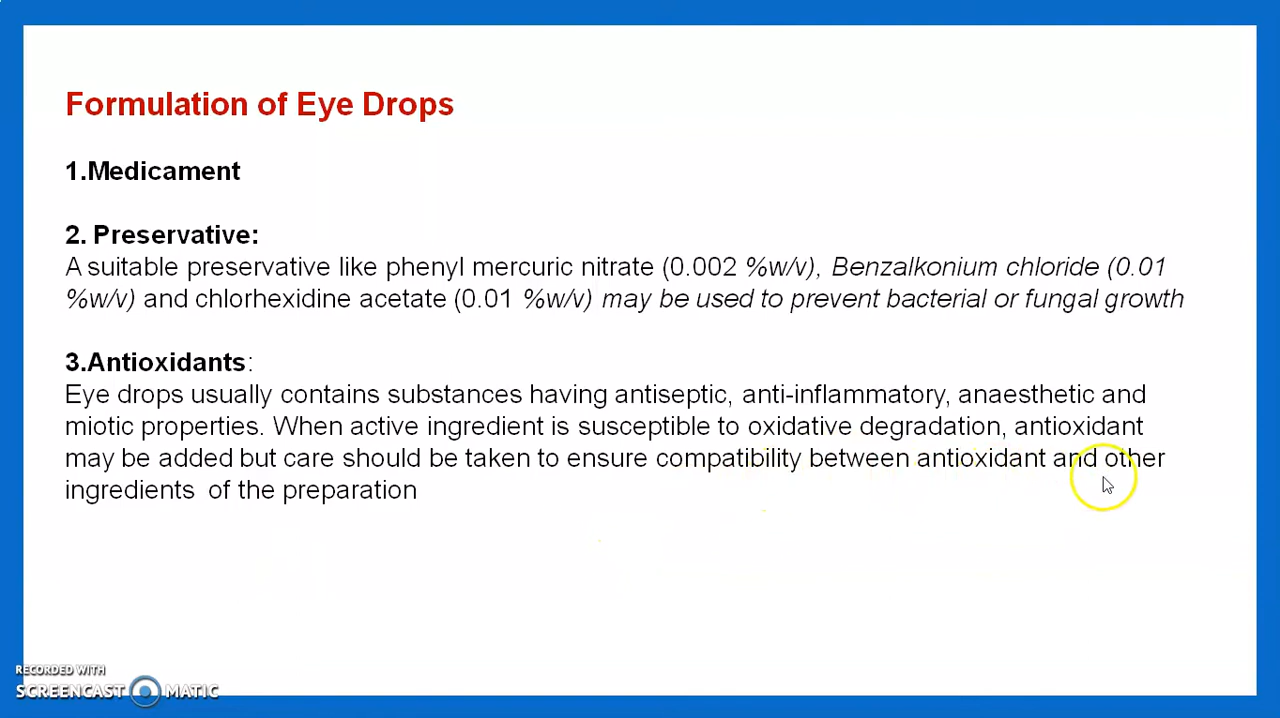 Formulation of Eye Drops
1.Medicament
2. Preservative:
A suitable preservative like phenyl mercuric nitrate (0.002 %w/v), Benzalkonium chloride (0.01
%w/v) and chlorhexidine acetate (0.01 %w/v) may be used to prevent bacterial or fungal growth
3.Antioxidants:
Eye drops usually contains substances having antiseptic, anti-inflammatory, anaesthetic and
miotic properties. When active ingredient is susceptible to oxidative degradation, antioxidant
may be added but care should be taken to ensure compatibility between antioxidant and other
ingredients of the preparation
RECORDED WITH
SCREENCAST MATIC